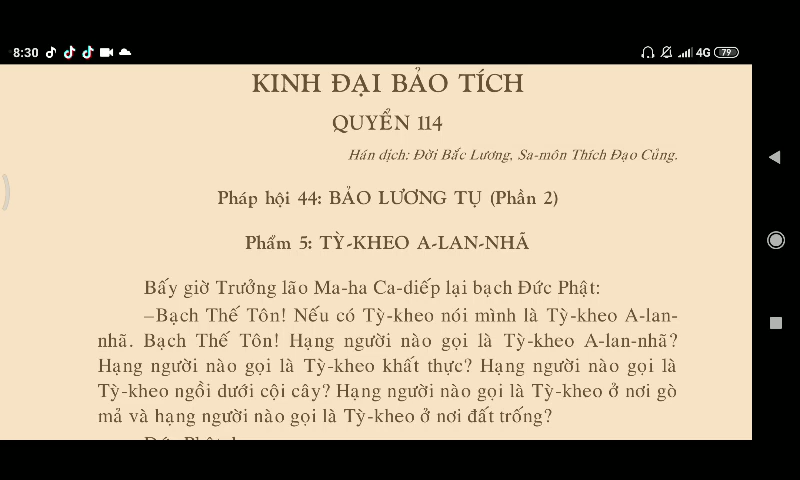 8:30
4G 79
KINH ĐẠI BẢO TÍCH
QUYỂN 114
Hán dịch: Đời Bắc Lương, Sa-môn Thích Đạo Củng.
Pháp hội 44: BẢO LƯƠNG TỤ (Phần 2)
Phẩm 5: TỲ-KHEO A-LAN-NHÃ
Bấy giờ Trưởng lão Ma-ha Ca-diếp lại bạch Đức Phật:
–Bạch Thế Tôn! Nếu có Tỳ-kheo nói mình là Tỳ-kheo A-lan-
nhã. Bạch Thế Tôn! Hạng người nào gọi là Tỳ-kheo A-lan-nhã?
Hạng người nào gọi là Tỳ-kheo khất thực? Hạng người nào gọi là
Tỳ-kheo ngồi dưới cội cây? Hạng người nào gọi là Tỳ-kheo ở nơi gò
mả và hạng người nào gọi là Tỳ-kheo ở nơi đất trống?